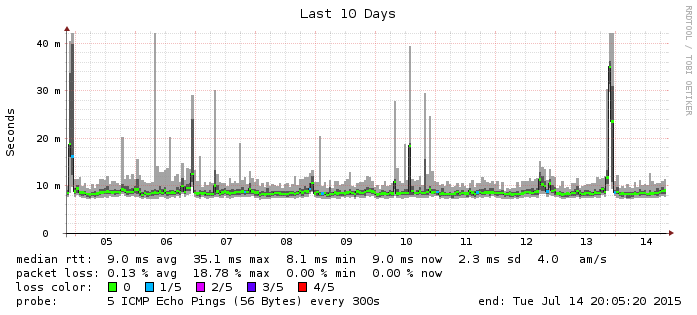 Last 10 Days
RRDTOOL / TOBI OETIKER
Seconds
40 m
30 m
20 m
10 m
0
05 06 07 08 09 10 11 12 13 14
median rtt: 9.0 ms avg 35.1 ms max 8.1 ms min 9.0 ms now 2.3 ms sd 4.0 am/s
packet loss: 0.13 % avg 18.78 % max 0.00 % min 0.00 % now
loss color: 0 1/5 2/5 3/5 4/5
probe: 5 ICMP Echo Pings (56 Bytes) every 300s end: Tue Jul 14 20:05:20 2015